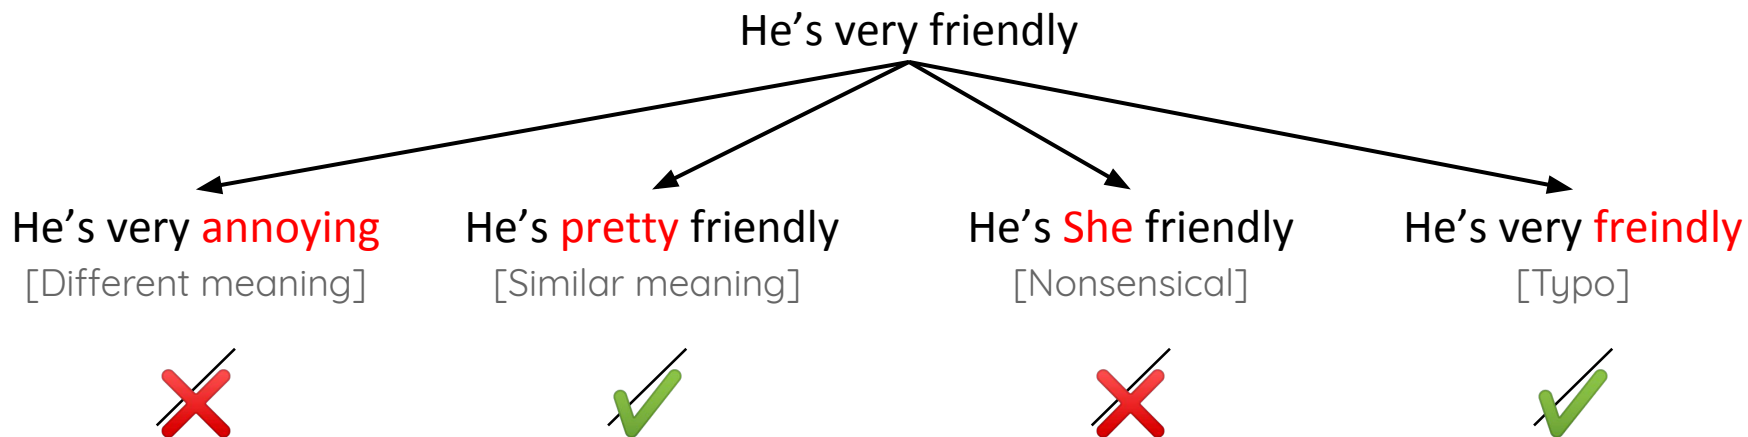 He’s very friendly
He’s very annoying
[Different meaning]
He’s pretty friendly
[Similar meaning]
He’s She friendly
[Nonsensical]
He’s very freindly
[Typo]